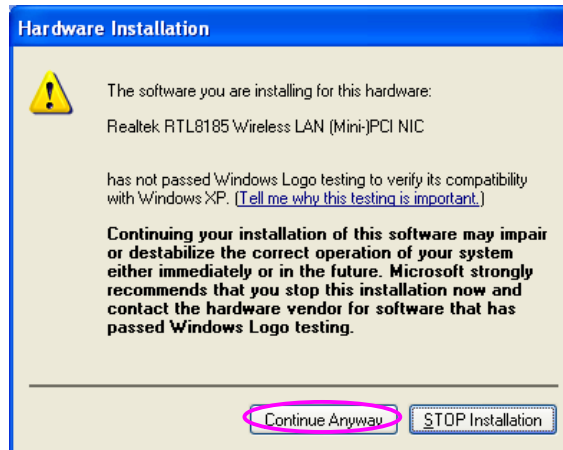 Hardware Installation
The software you are installing for this hardware:
Realtek RTL8185 Wireless LAN (Mini-)PCI NIC
has not passed Windows Logo testing to verify its compatibility
with Windows XP. (Tell me why this testing is important.)
Continuing your installation of this software may impair
or destabilize the correct operation of your system
either immediately or in the future. Microsoft strongly
recommends that you stop this installation now and
contact the hardware vendor for software that has
passed Windows Logo testing.
Continue Anyway
STOP Installation